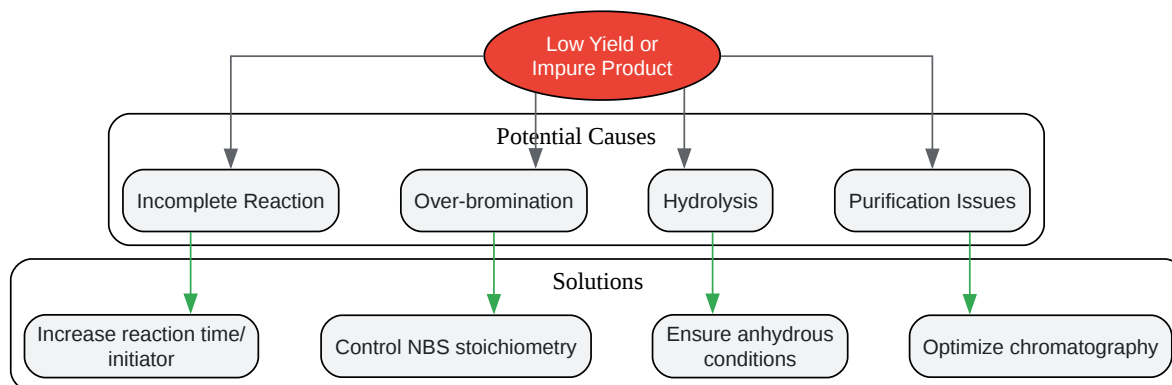 Low Yield or
Impure Product
Potential Causes
Incomplete Reaction
Over-bromination
Hydrolysis
Purification Issues
Solutions
Increase reaction time/
initiator
Control NBS stoichiometry
Ensure anhydrous
conditions
Optimize chromatography